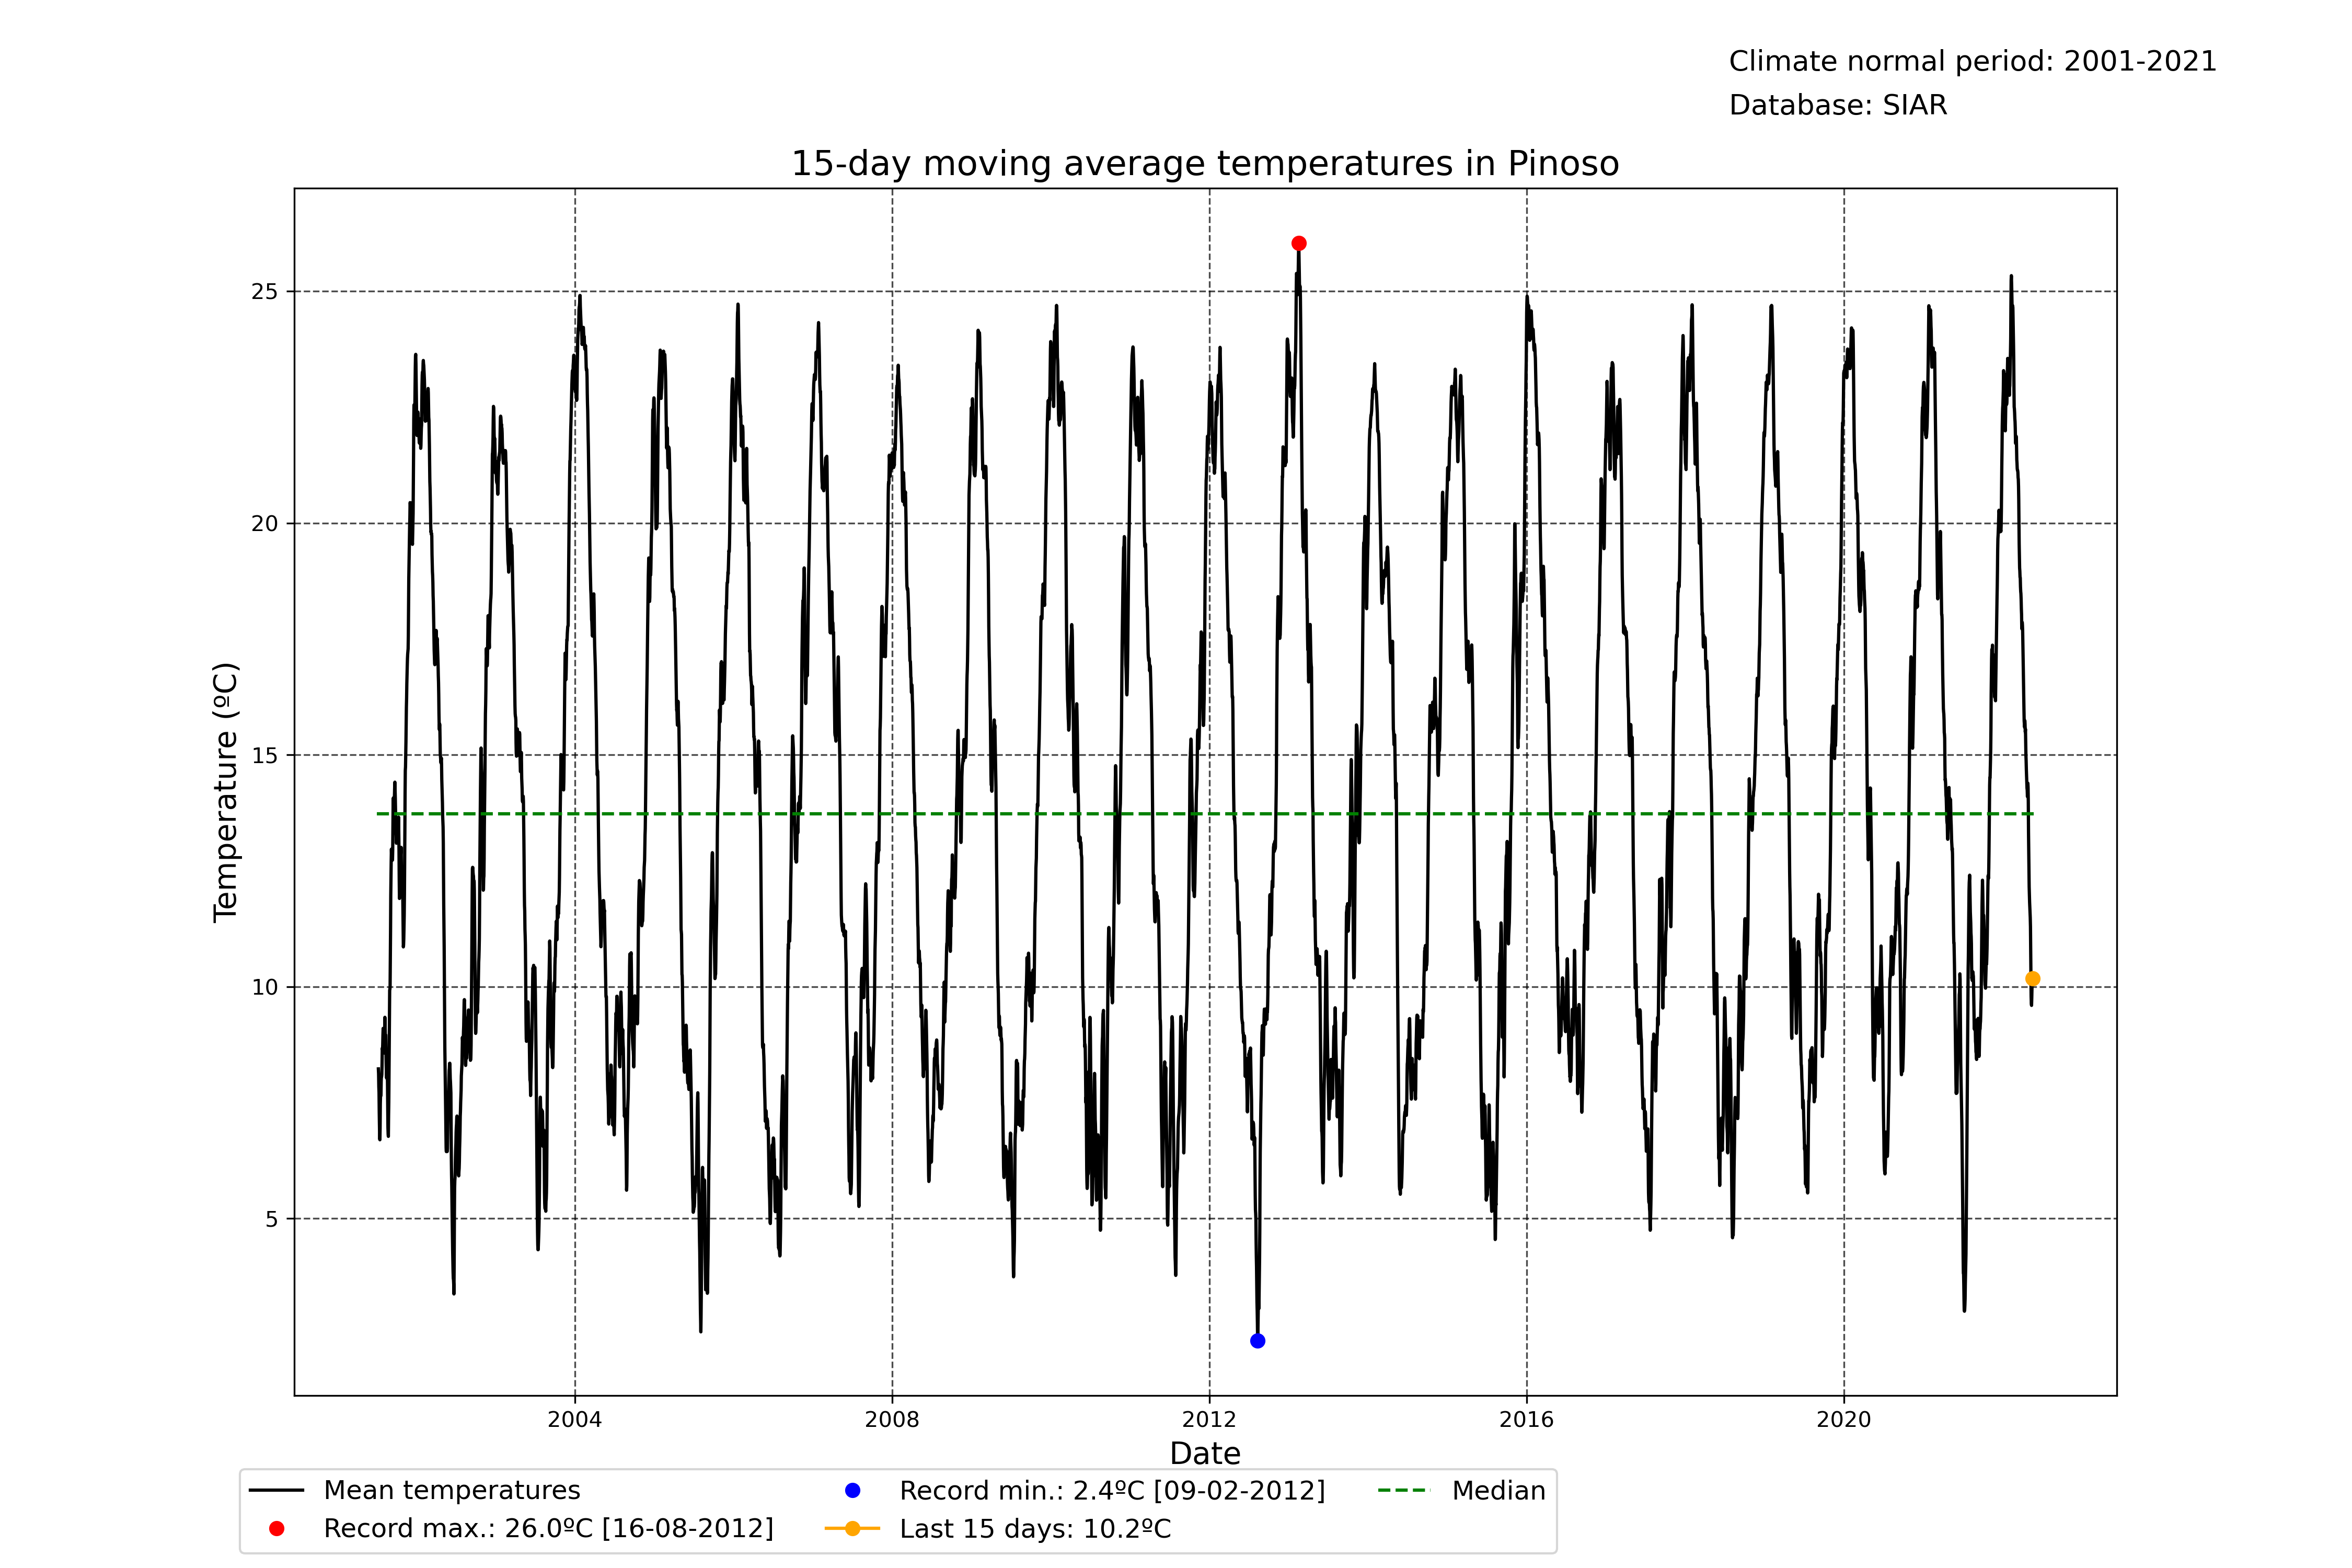 Climate normal period: 2001-2021
Database: SIAR
15-day moving average temperatures in Pinoso
Temperature (ºC)
25
20
15
10
5
2004
2008
2012
2016
2020
Date
Mean temperatures
Record max.: 26.0ºC [16-08-2012]
Record min.: 2.4ºC [09-02-2012]
Last 15 days: 10.2ºC
Median